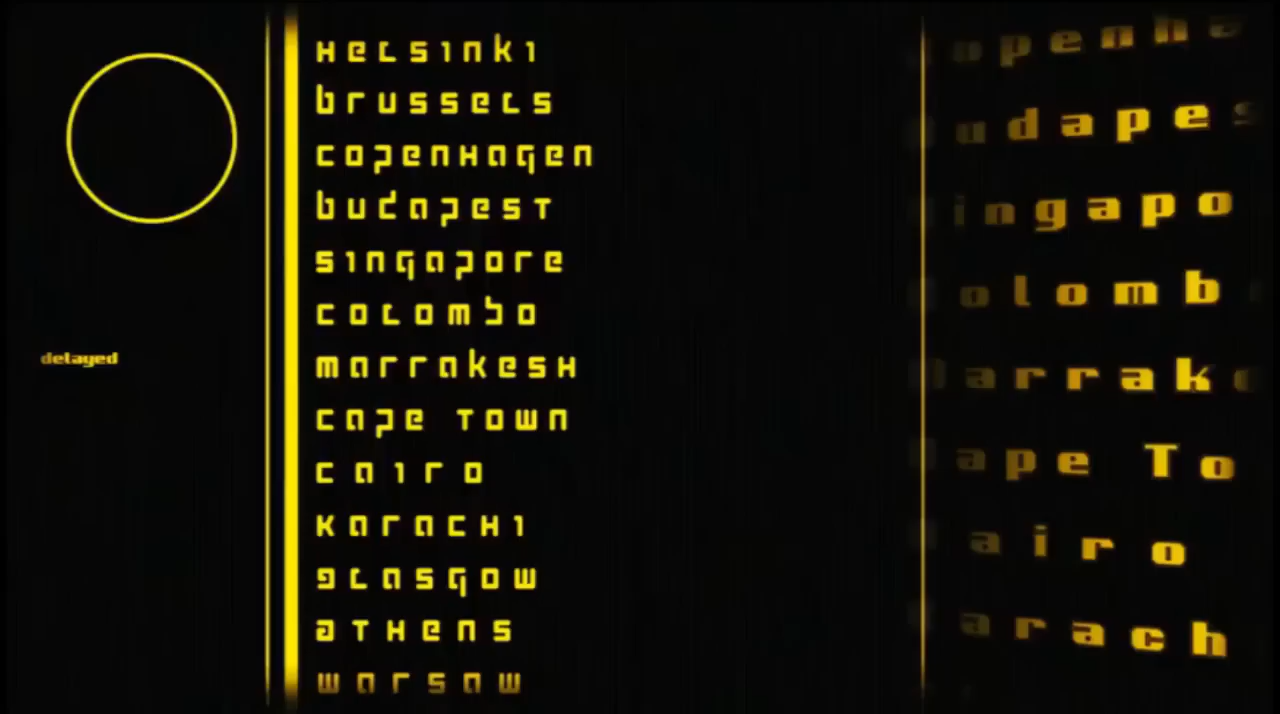 Helsinki
brussels
copenhagen
budapest
singapore
colombo
marrakesh
cape town
cairo
Karachi
glasgow
athens
warsaw
delayed
openha
udapes
ingapo
olomb
arrake
ape To
airo
arach